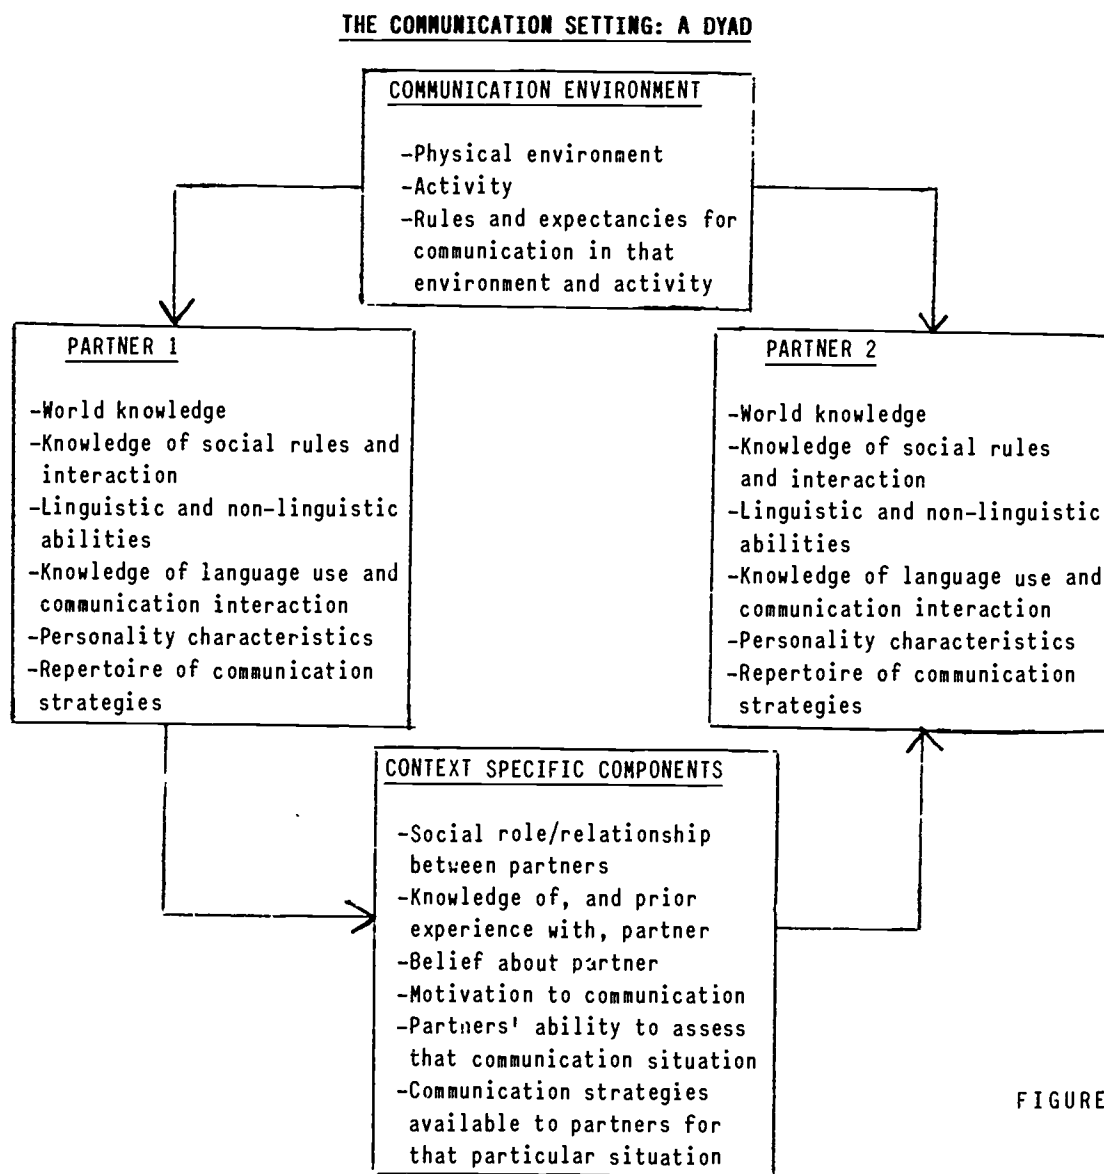 THE COMMUNICATION SETTING: A DYAD
COMMUNICATION ENVIRONMENT
-Physical environment
-Activity
-Rules and expectancies for
communication in that
environment and activity
PARTNER 1
-World knowledge
-Knowledge of social rules and
interaction
-Linguistic and non-linguistic
abilities
-Knowledge of language use and
communication interaction
-Personality characteristics
-Repertoire of communication
strategies
PARTNER 2
-World knowledge
-Knowledge of social rules
and interaction
-Linguistic and non-linguistic
abilities
-Knowledge of language use and
communication interaction
-Personality characteristics
-Repertoire of communication
strategies
CONTEXT SPECIFIC COMPONENTS
-Social role/relationship
between partners
-Knowledge of, and prior
experience with, partner
-Belief about partner
-Motivation to communication
-Partners' ability to assess
that communication situation
-Communication strategies
available to partners for
that particular situation
FIGURE